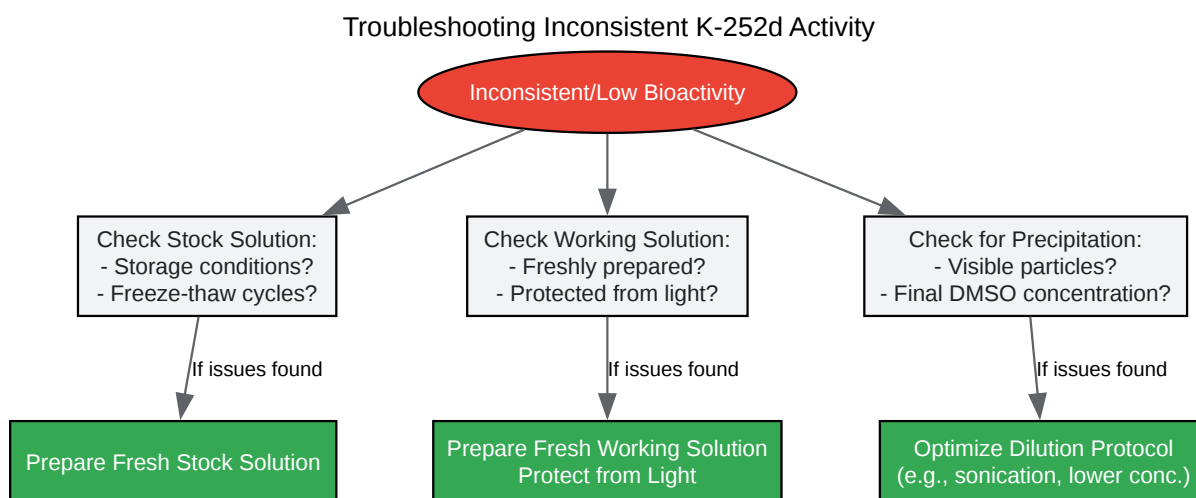 Troubleshooting Inconsistent K-252d Activity
Inconsistent/Low Bioactivity
Check Stock Solution:
- Storage conditions?
- Freeze-thaw cycles?
Check Working Solution:
- Freshly prepared?
- Protected from light?
Check for Precipitation:
- Visible particles?
- Final DMSO concentration?
If issues found
If issues found
If issues found
Prepare Fresh Stock Solution
Prepare Fresh Working Solution
Protect from Light
Optimize Dilution Protocol
(e.g., sonication, lower conc.)